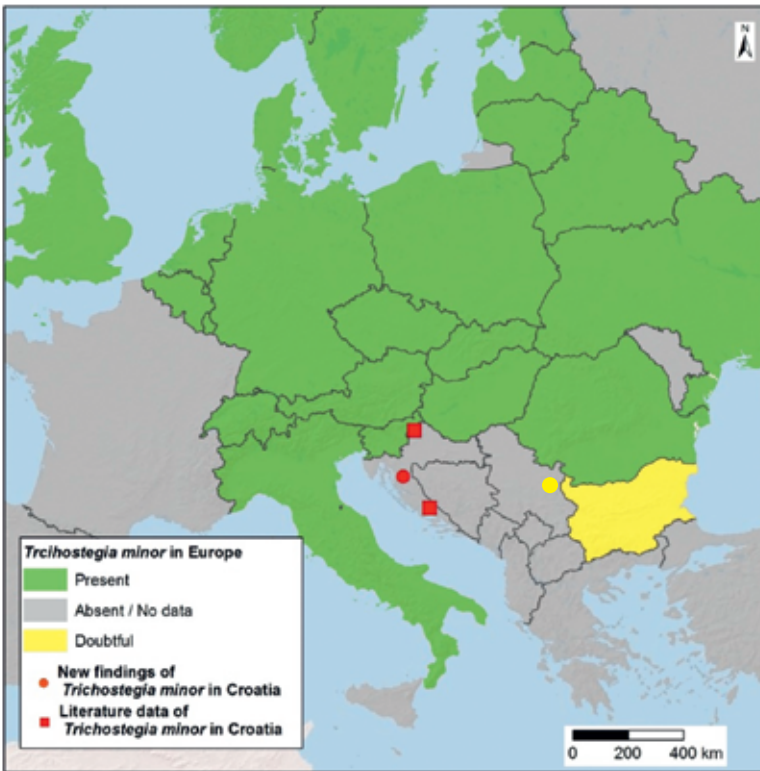 N
Trcihostegia minor in Europe
Present
Absent / No data
Doubtful
New findings of
Trichostegia minor in Croatia
Literature data of
Trichostegia minor in Croatia
0 200 400 km